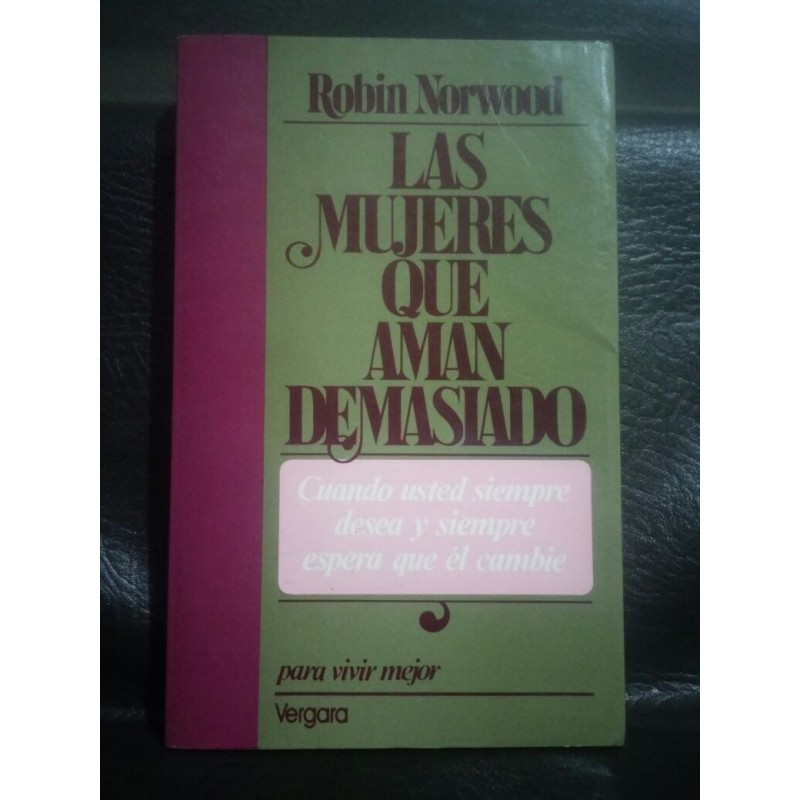 Robin Norwood
LAS
MUJERES
QUE
AMAN
DEMASIADO
Cuando usted siempre
desea y siempre
espera que él cambie
para vivir mejor
Vergara